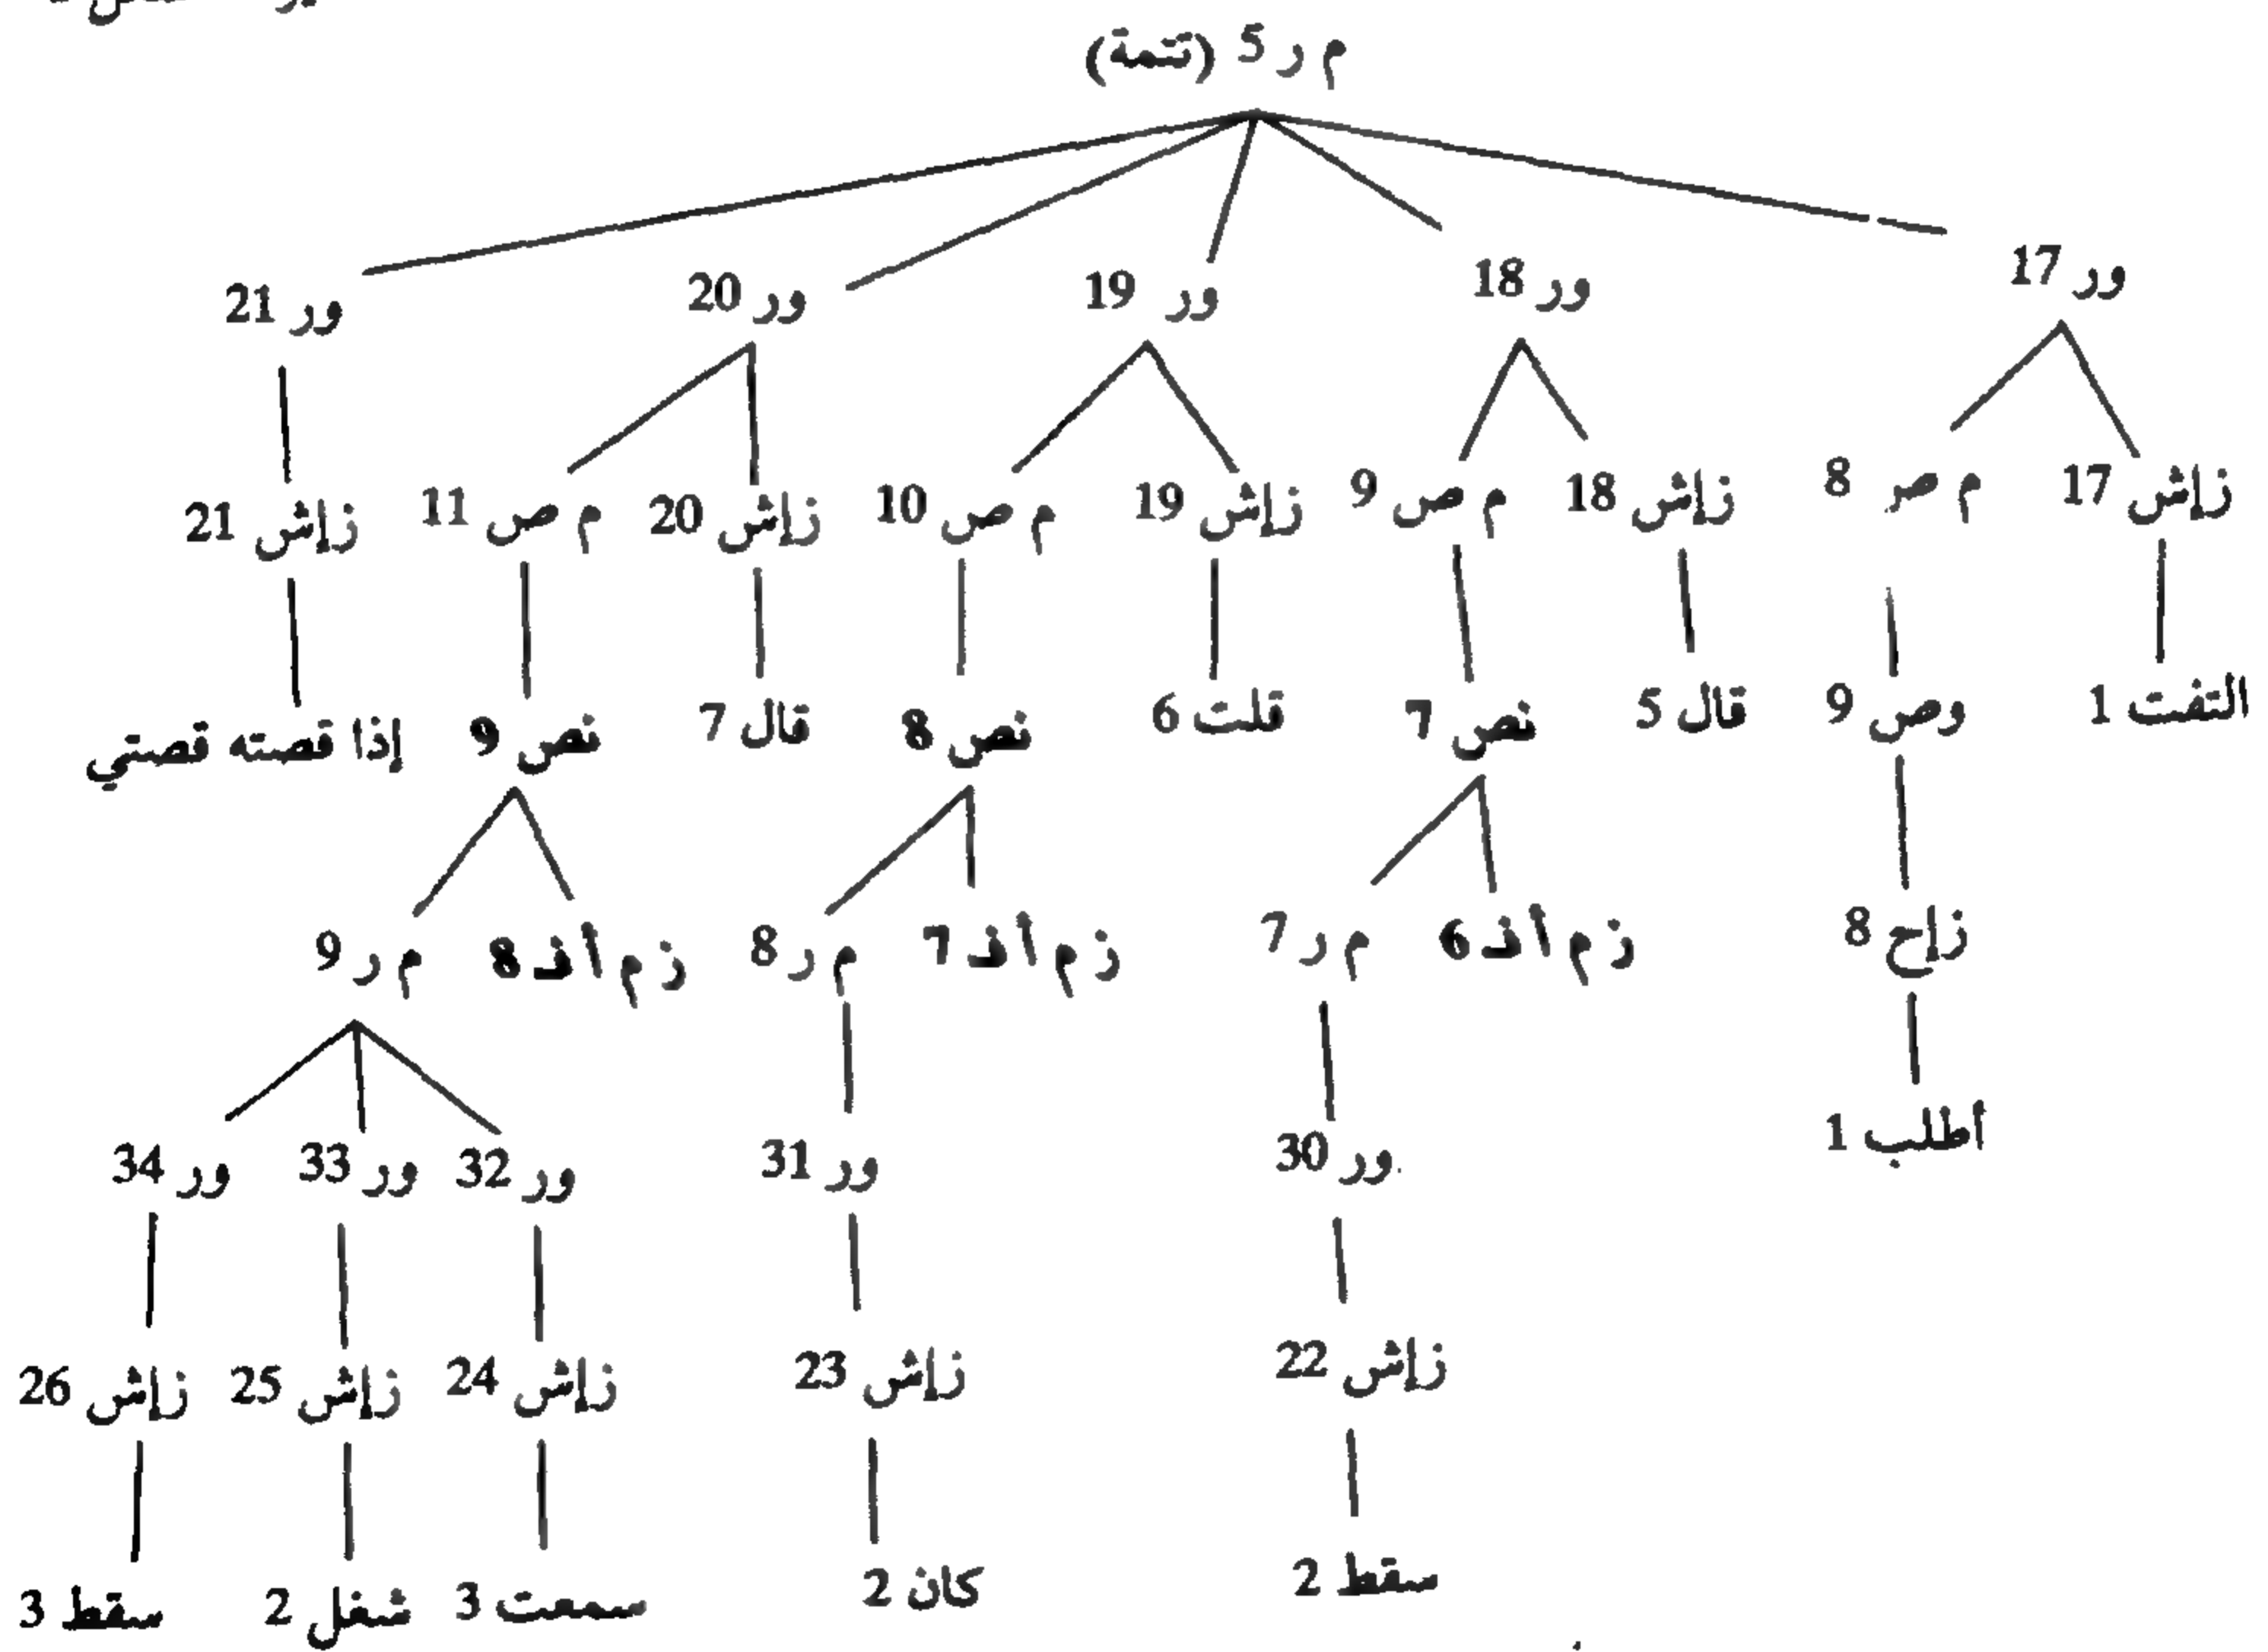 م ر 5 (تتمة)
ور 17 ور 18 ور 19 ور 20 ور 21
زإش 17 م ص 8 زإش 18 م ص 9 زإش 19 م ص 10 زإش 20 م ص 11 زإش 21
التفت 1 وص 9 قال 5 نص 7 قلت 6 نص 8 قال 7 نص 9 إذا قصته قصتي
زإح 8 ز م أذ 6 م ر 7 ز م أذ 7 م ر 8 ز م أذ 8 م ر 9
أطلب 1 ور 30 ور 31 ور 32 ور 33 ور 34
زإش 22 زإش 23 زإش 24 زإش 25 زإش 26
سقط 2 كان 2 سمعت 3 شغل 2 سقط 3